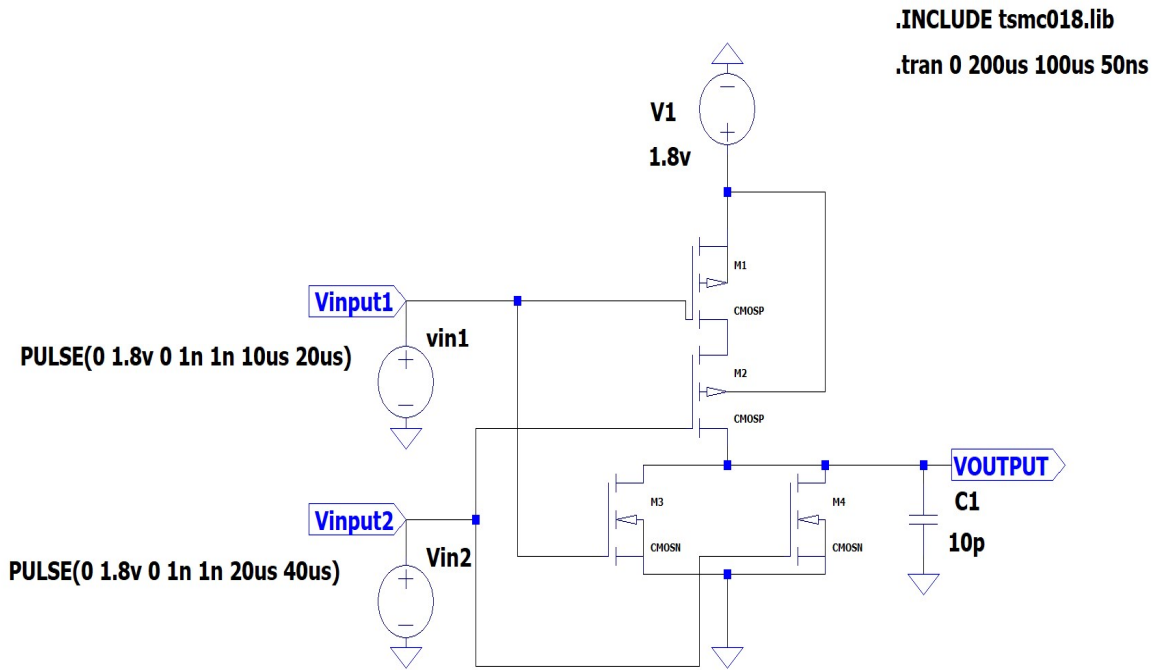 .INCLUDE tsmc018.lib
.tran 0 200us 100us 50ns
V1
1.8v
M1
CMOSP
Vinput1
vin1
PULSE(0 1.8v 0 1n 1n 10us 20us)
M2
CMOSP
VOUTPUT
M3
M4
C1
10p
CMOSN
CMOSN
Vinput2
Vin2
PULSE(0 1.8v 0 1n 1n 20us 40us)